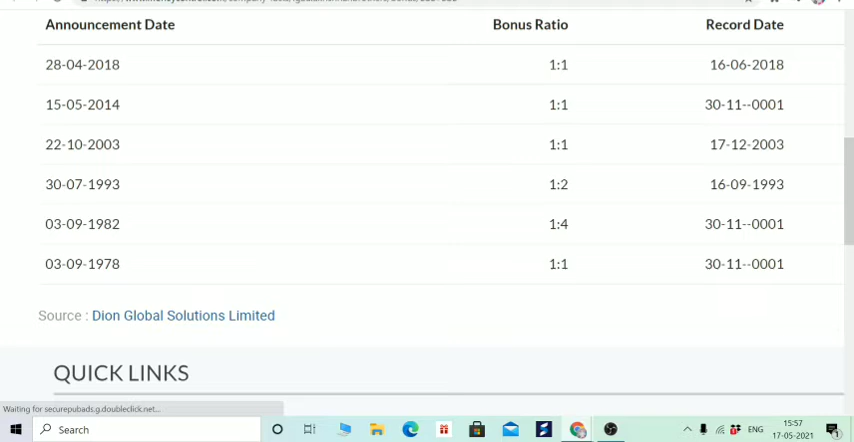 Announcement Date Bonus Ratio Record Date
28-04-2018 1:1 16-06-2018
15-05-2014 1:1 30-11--0001
22-10-2003 1:1 17-12-2003
30-07-1993 1:2 16-09-1993
03-09-1982 1:4 30-11--0001
03-09-1978 1:1 30-11--0001
Source : Dion Global Solutions Limited
QUICK LINKS
Waiting for securepubads.g.doubleclick.net...
Search
ENG
15:57
17-05-2021
1